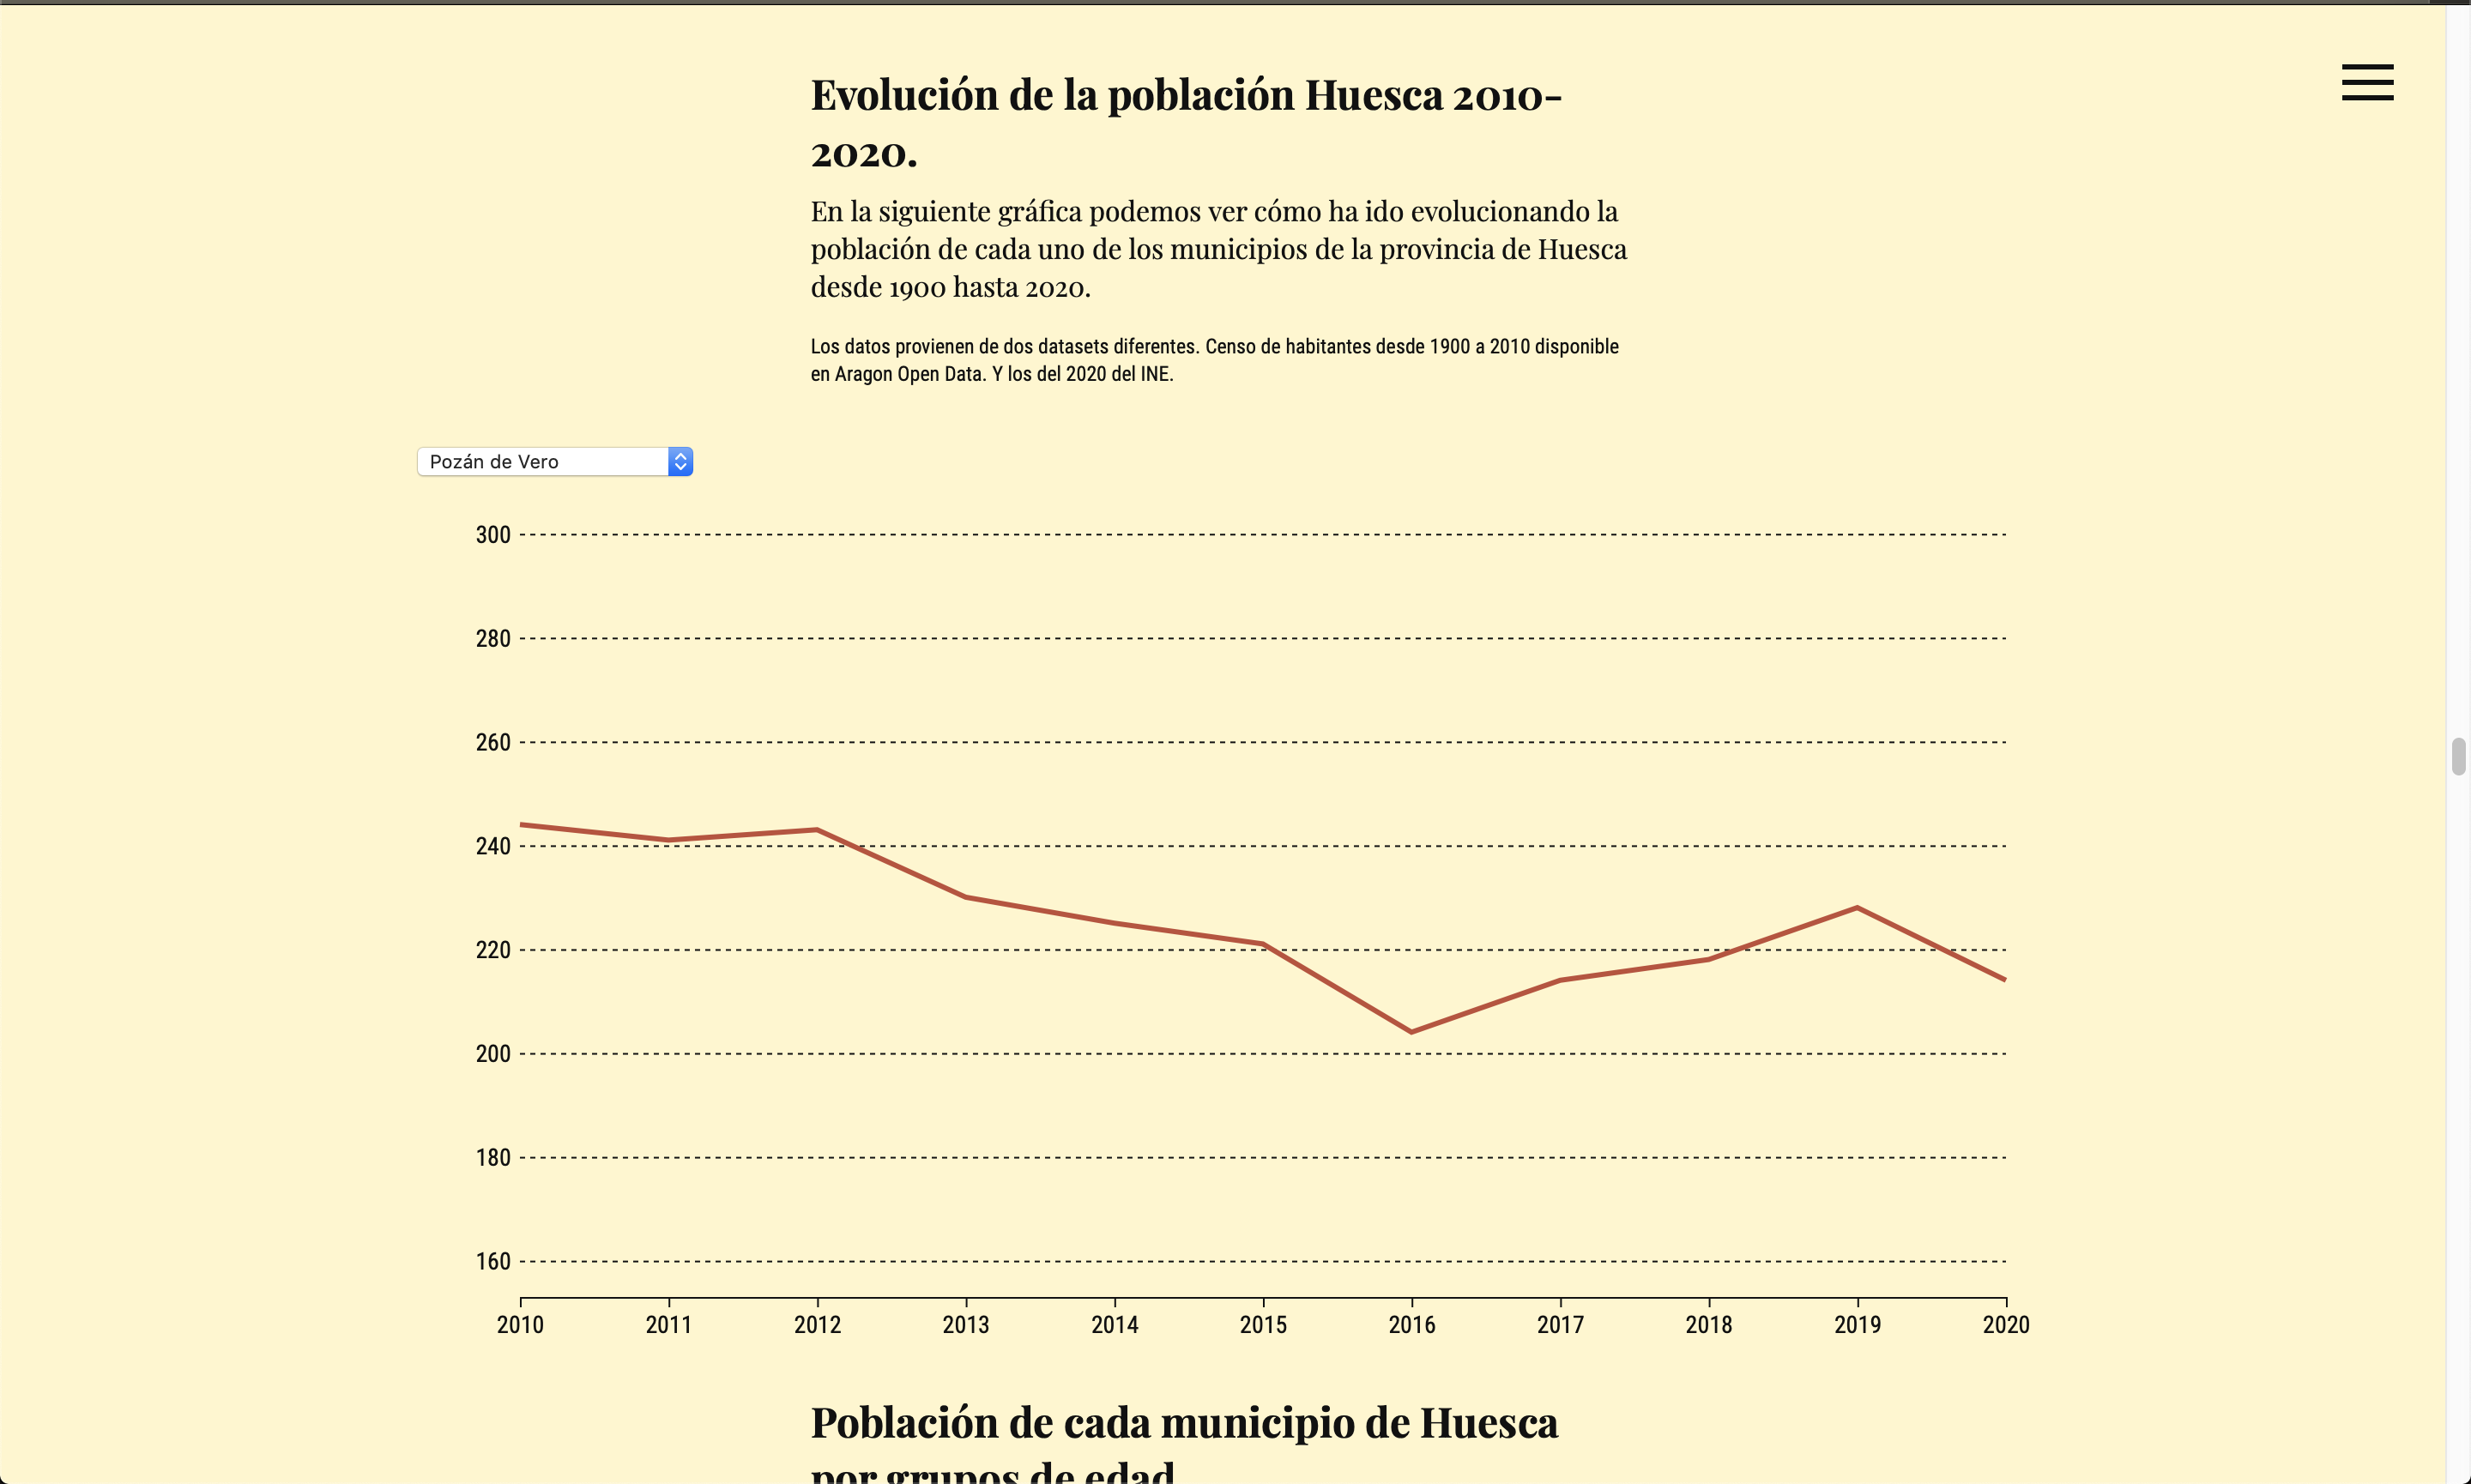 Evolución de la población Huesca 2010-
2020.
En la siguiente gráfica podemos ver cómo ha ido evolucionando la
población de cada uno de los municipios de la provincia de Huesca
desde 1900 hasta 2020.
Los datos provienen de dos datasets diferentes. Censo de habitantes desde 1900 a 2010 disponible
en Aragon Open Data. Y los del 2020 del INE.
Pozán de Vero
300
280
260
240
220
200
180
160
2010 2011 2012 2013 2014 2015 2016 2017 2018 2019 2020
Población de cada municipio de Huesca
por grupos de edad